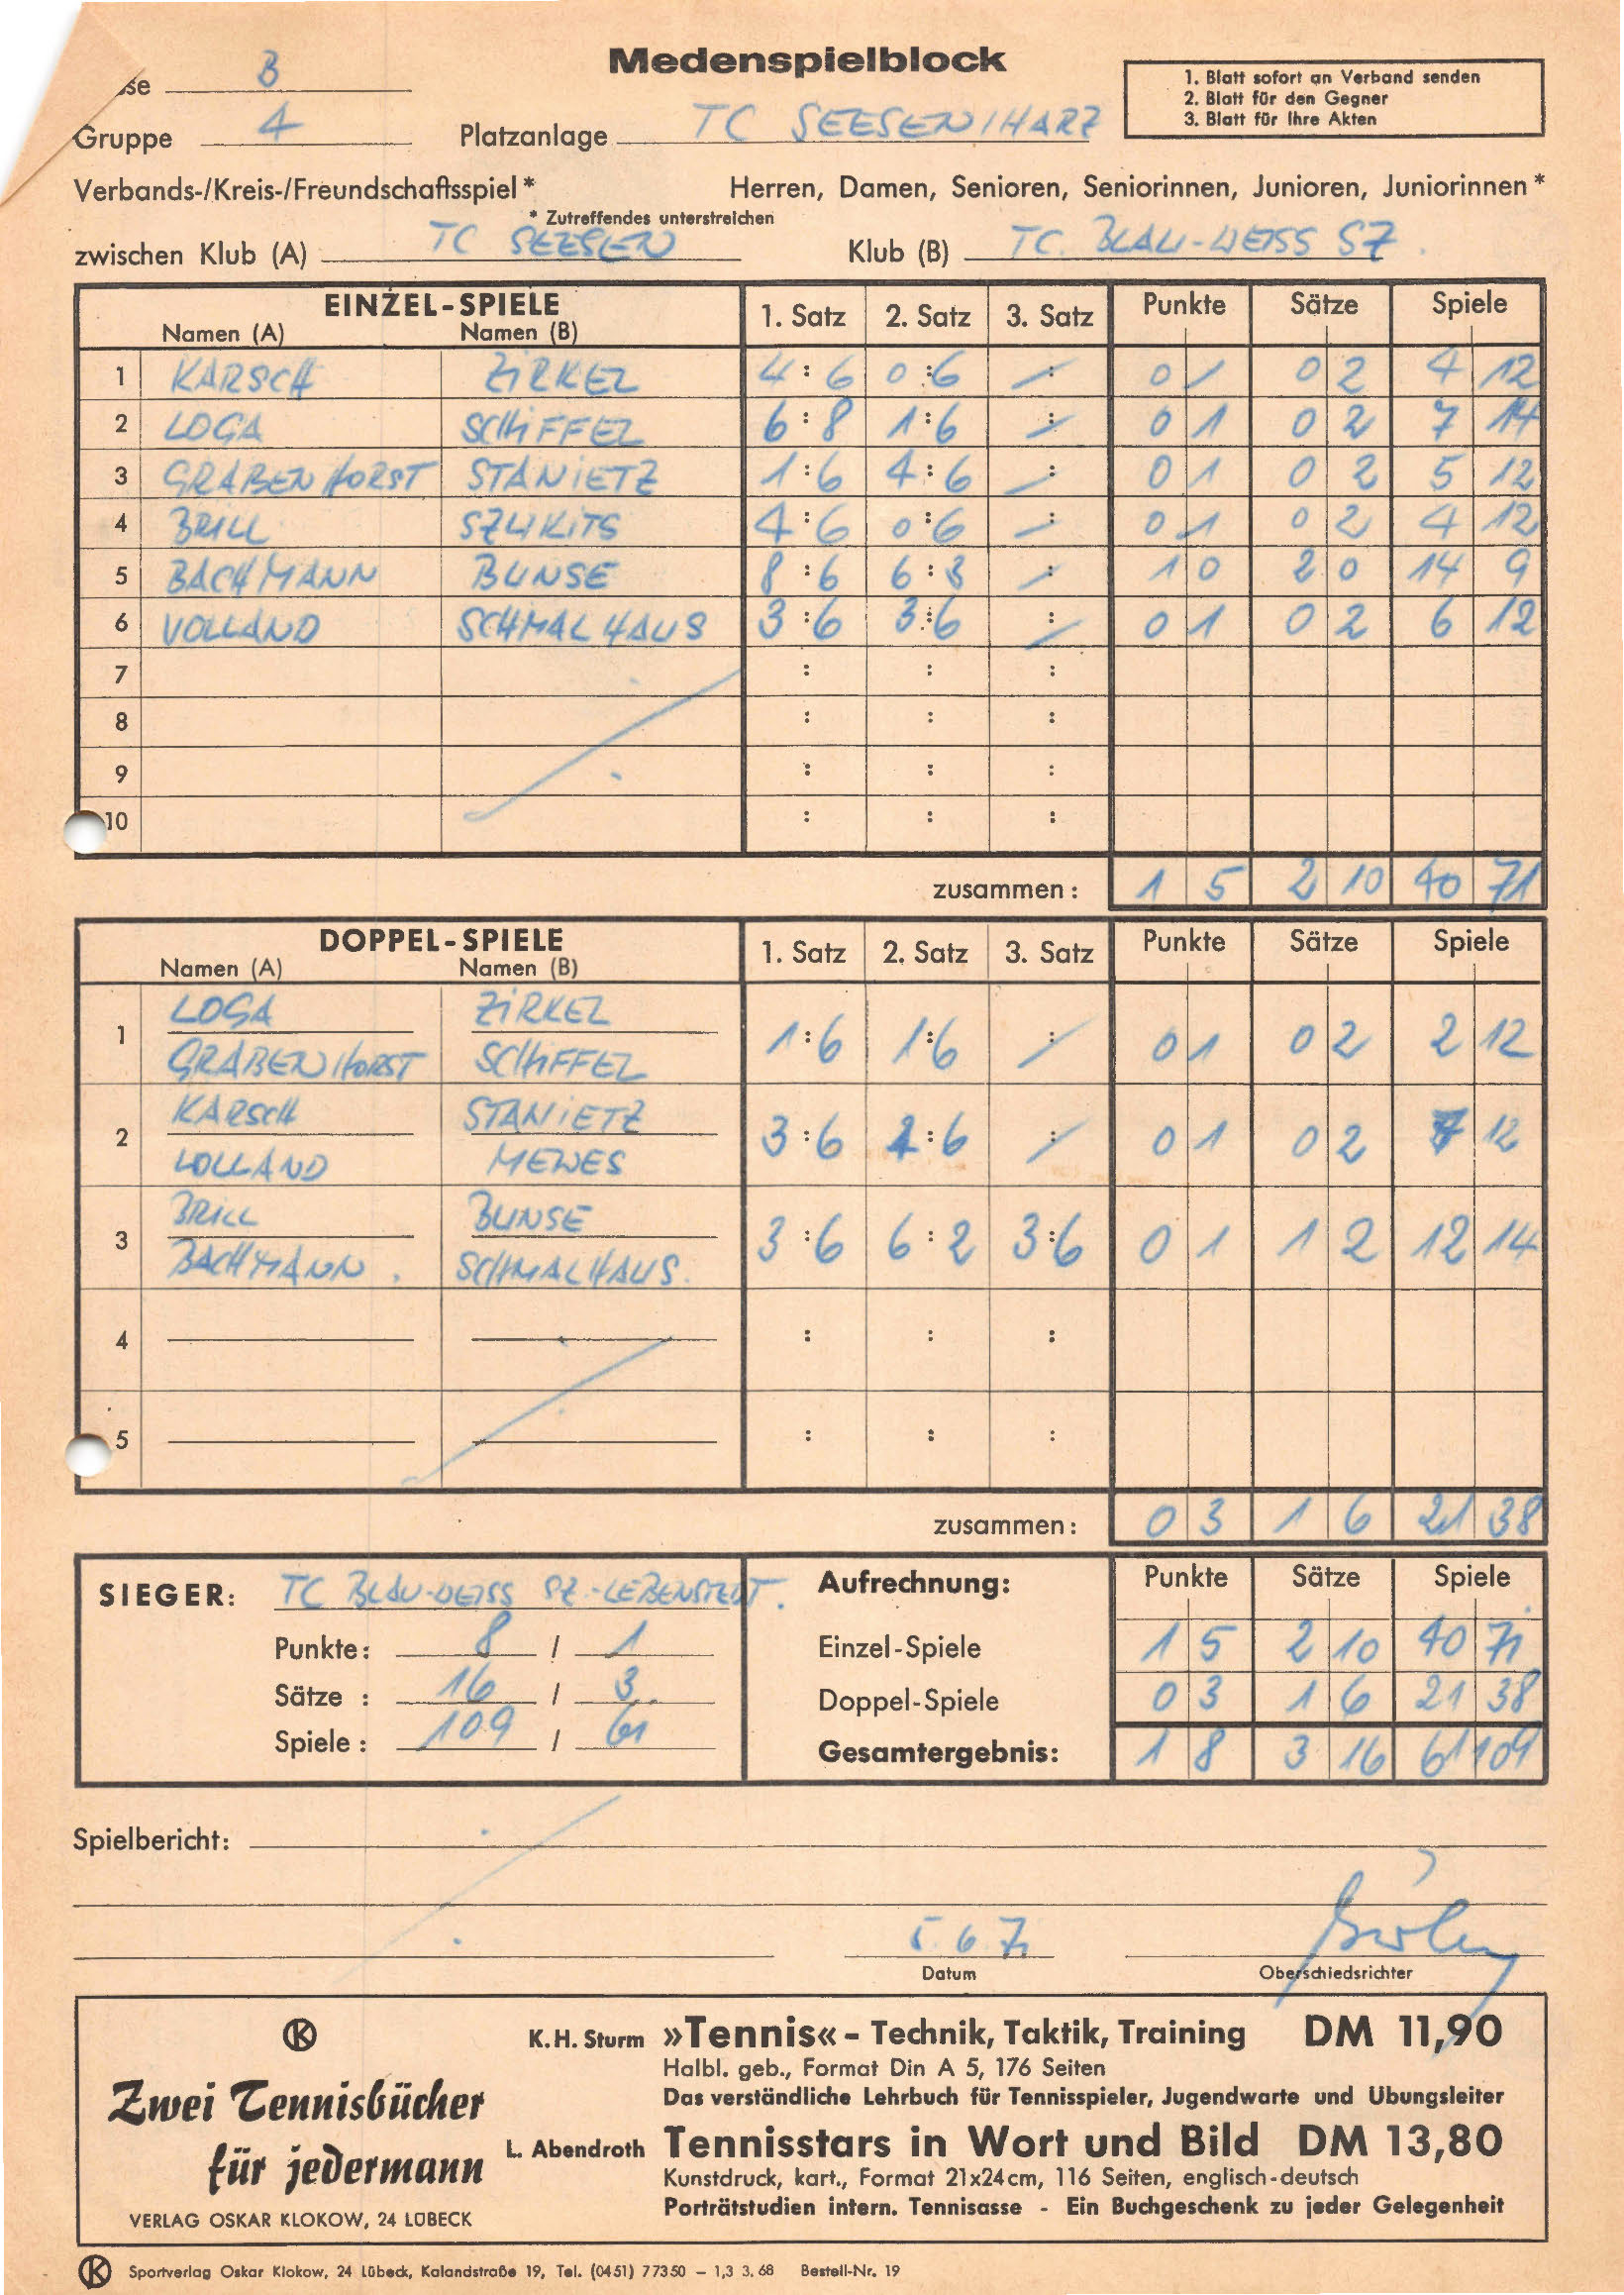 se B
Medenspielblock
1. Blatt sofort an Verband senden
2. Blatt für den Gegner
3. Blatt für Ihre Akten
Gruppe 4 Platzanlage TC SEESEN/HARZ
Verbands-/Kreis-/Freundschaftsspiel * Herren, Damen, Senioren, Seniorinnen, Junioren, Juniorinnen *
* Zutreffendes unterstreichen
zwischen Klub (A) TC SEESEN Klub (B) TC. BLAU-WEISS SZ.
EINZEL-SPIELE 1. Satz 2. Satz 3. Satz Punkte Sätze Spiele
Namen (A) Namen (B)
1 KARSCH ZIRKEL 4:6 0:6 : 0 1 0 2 4 12
2 LOGA SCHIFFEL 6:8 1:6 : 0 1 0 2 7 14
3 GRABENHORST STANIETZ 1:6 4:6 : 0 1 0 2 5 12
4 BRILL SZUKITS 4:6 0:6 : 0 1 0 2 4 12
5 BACHMANN BUNSE 8:6 6:3 : 1 0 2 0 14 9
6 VOLLAND SCHMALHAUS 3:6 3:6 : 0 1 0 2 6 12
7 : : :
8 : : :
9 : : :
10 : : :
zusammen: 1 5 2 10 40 71
DOPPEL-SPIELE 1. Satz 2. Satz 3. Satz Punkte Sätze Spiele
Namen (A) Namen (B)
LOGA ZIRKEL
1 1:6 1:6 : 0 1 0 2 2 12
GRABENHORST SCHIFFEL
KARSCH STANIETZ
2 3:6 4:6 : 0 1 0 2 7 12
VOLLAND MEWES
BRILL BUNSE
3 3:6 6:2 3:6 0 1 1 2 12 14
BACHMANN. SCHMALHAUS.
4 : : :
5 : : :
zusammen: 0 3 1 6 21 38
SIEGER: TC BLAU-WEISS SZ.-LEBENSTEDT. Aufrechnung: Punkte Sätze Spiele
Punkte: 8 / 1 Einzel-Spiele 1 5 2 10 40 71
Sätze : 16 / 3 Doppel-Spiele 0 3 1 6 21 38
Spiele : 109 / 61 Gesamtergebnis: 1 8 3 16 61 109
Spielbericht:
5.6.71
Datum Oberschiedsrichter
K
Zwei Tennisbücher
für jedermann
VERLAG OSKAR KLOKOW, 24 LÜBECK
K. H. Sturm »Tennis« - Technik, Taktik, Training DM 11,90
Halbl. geb., Format Din A 5, 176 Seiten
Das verständliche Lehrbuch für Tennisspieler, Jugendwarte und Übungsleiter
L. Abendroth Tennisstars in Wort und Bild DM 13,80
Kunstdruck, kart., Format 21x24cm, 116 Seiten, englisch-deutsch
Porträtstudien intern. Tennisasse - Ein Buchgeschenk zu jeder Gelegenheit
K Sportverlag Oskar Klokow, 24 Lübeck, Kalandstraße 19, Tel. (0451) 77350 – 1,3 3. 68 Bestell-Nr. 19